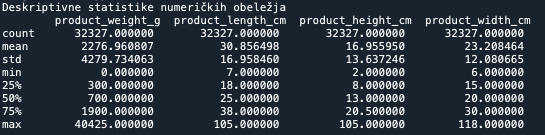 Deskriptivne statistike numeričkih obeležja
product_weight_g product_length_cm product_height_cm product_width_cm
count 32327.000000 32327.000000 32327.000000 32327.000000
mean 2276.960807 30.856498 16.955950 23.208464
std 4279.734063 16.958460 13.637246 12.080665
min 0.000000 7.000000 2.000000 6.000000
25% 300.000000 18.000000 8.000000 15.000000
50% 700.000000 25.000000 13.000000 20.000000
75% 1900.000000 38.000000 20.500000 30.000000
max 40425.000000 105.000000 105.000000 118.000000